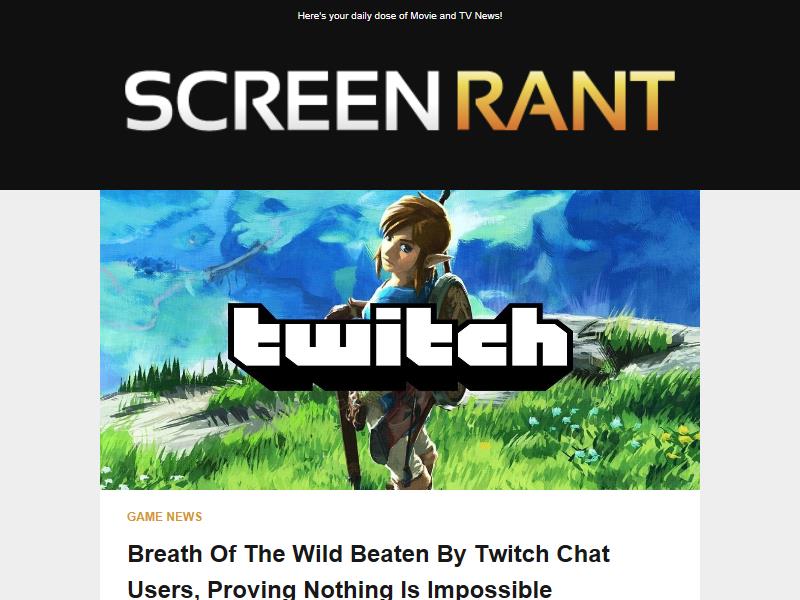 Here's your daily dose of Movie and TV News!
SCREEN RANT
twitch
GAME NEWS
Breath Of The Wild Beaten By Twitch Chat
Users, Proving Nothing Is Impossible